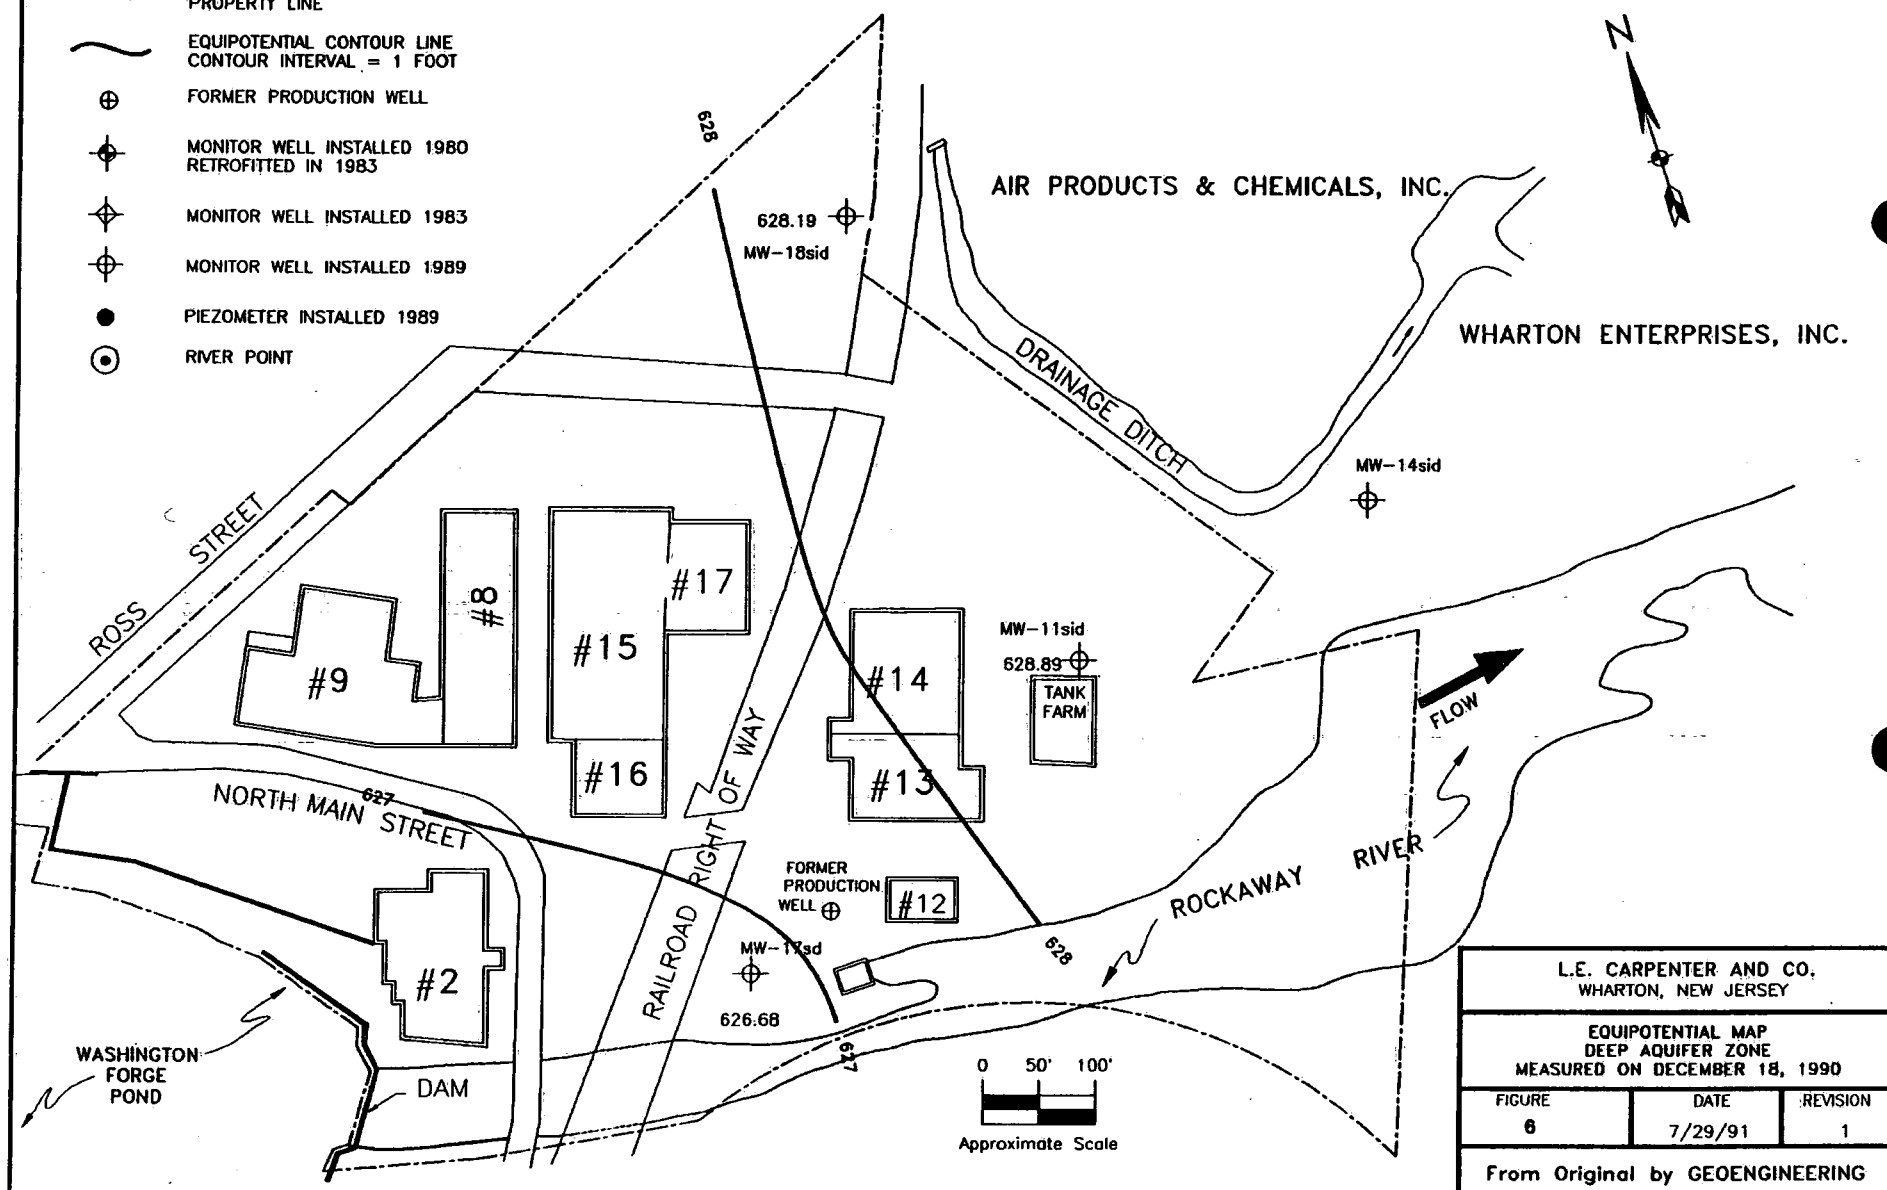 PROPERTY LINE
EQUIPOTENTIAL CONTOUR LINE
CONTOUR INTERVAL = 1 FOOT
FORMER PRODUCTION WELL
MONITOR WELL INSTALLED 1980
RETROFITTED IN 1983
MONITOR WELL INSTALLED 1983
MONITOR WELL INSTALLED 1989
PIEZOMETER INSTALLED 1989
RIVER POINT
N
628
AIR PRODUCTS & CHEMICALS, INC.
628.19
MW-18sid
WHARTON ENTERPRISES, INC.
DRAINAGE DITCH
MW-14sid
ROSS STREET
#8
#17
#15
#9
#14
MW-11sid
628.89
TANK
FARM
FLOW
#16
#13
RAILROAD RIGHT OF WAY
NORTH MAIN STREET
627
FORMER
PRODUCTION
WELL
#12
ROCKAWAY RIVER
MW-17sd
626.68
628
#2
627
WASHINGTON
FORGE
POND
DAM
0 50' 100'
Approximate Scale
L.E. CARPENTER AND CO.
WHARTON, NEW JERSEY
EQUIPOTENTIAL MAP
DEEP AQUIFER ZONE
MEASURED ON DECEMBER 18, 1990
FIGURE
6
DATE
7/29/91
REVISION
1
From Original by GEOENGINEERING